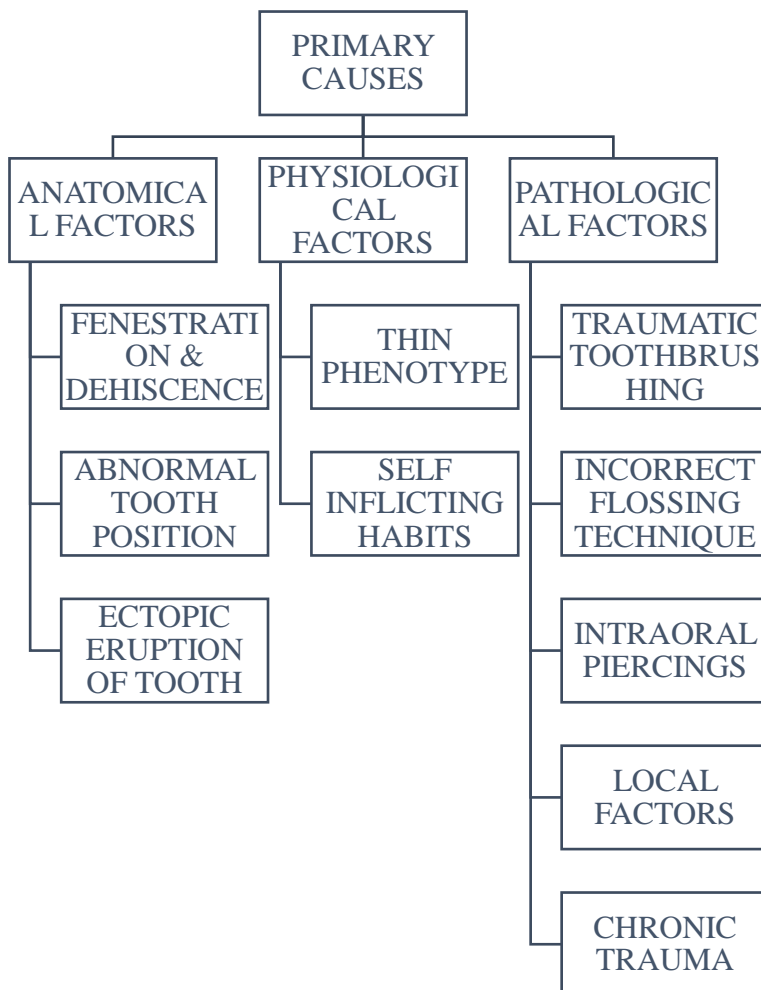 PRIMARY
CAUSES
ANATOMICA
L FACTORS
PHYSIOLOGI
CAL
FACTORS
PATHOLOGIC
AL FACTORS
FENESTRATI
ON &
DEHISCENCE
ABNORMAL
TOOTH
POSITION
ECTOPIC
ERUPTION
OF TOOTH
THIN
PHENOTYPE
SELF
INFLICTING
HABITS
TRAUMATIC
TOOTHBRUS
HING
INCORRECT
FLOSSING
TECHNIQUE
INTRAORAL
PIERCINGS
LOCAL
FACTORS
CHRONIC
TRAUMA